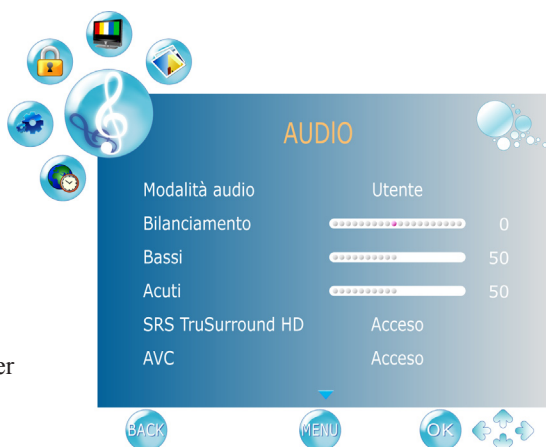 AUDIO
Modalità audio Utente
Bilanciamento 0
Bassi 50
Acuti 50
SRS TruSurround HD Acceso
AVC Acceso
er
BACK MENU OK